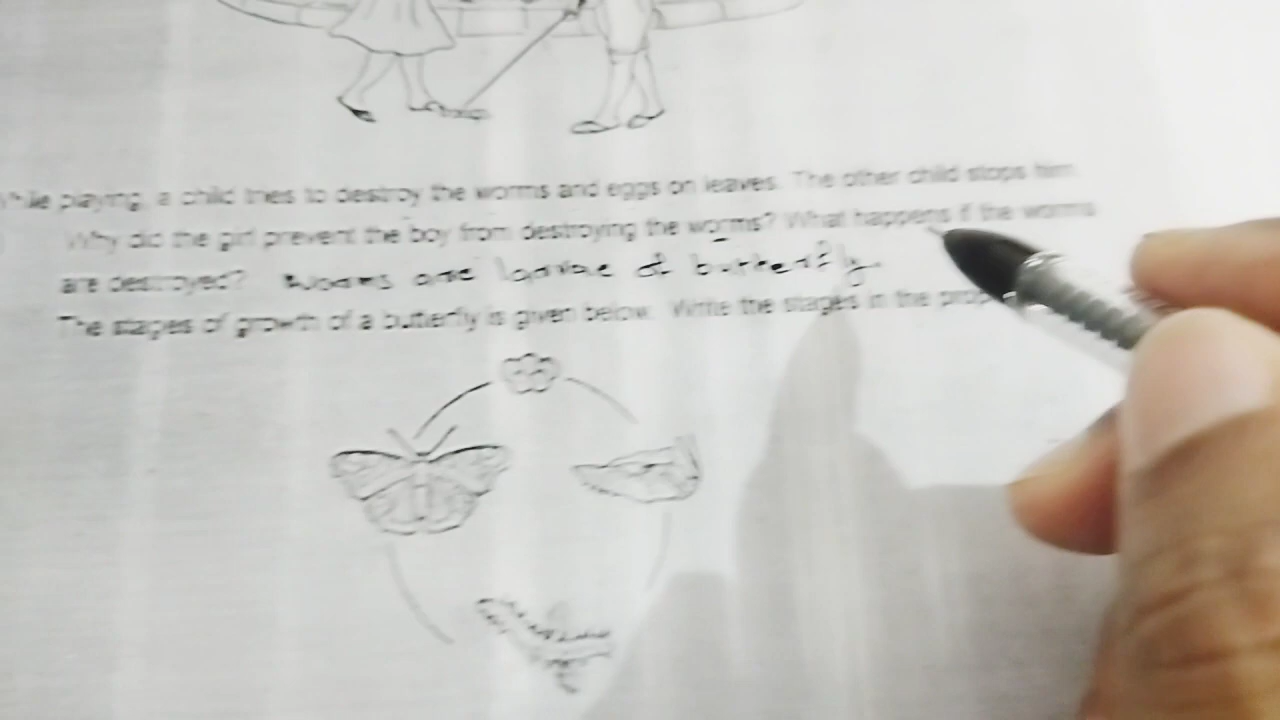 While playing, a child tries to destroy the worms and eggs on leaves. The other child stops him.
Why did the girl prevent the boy from destroying the worms? What happens if the worms
are destroyed? Worms are larvae of butterfly.
The stages of growth of a butterfly is given below. Write the stages in the